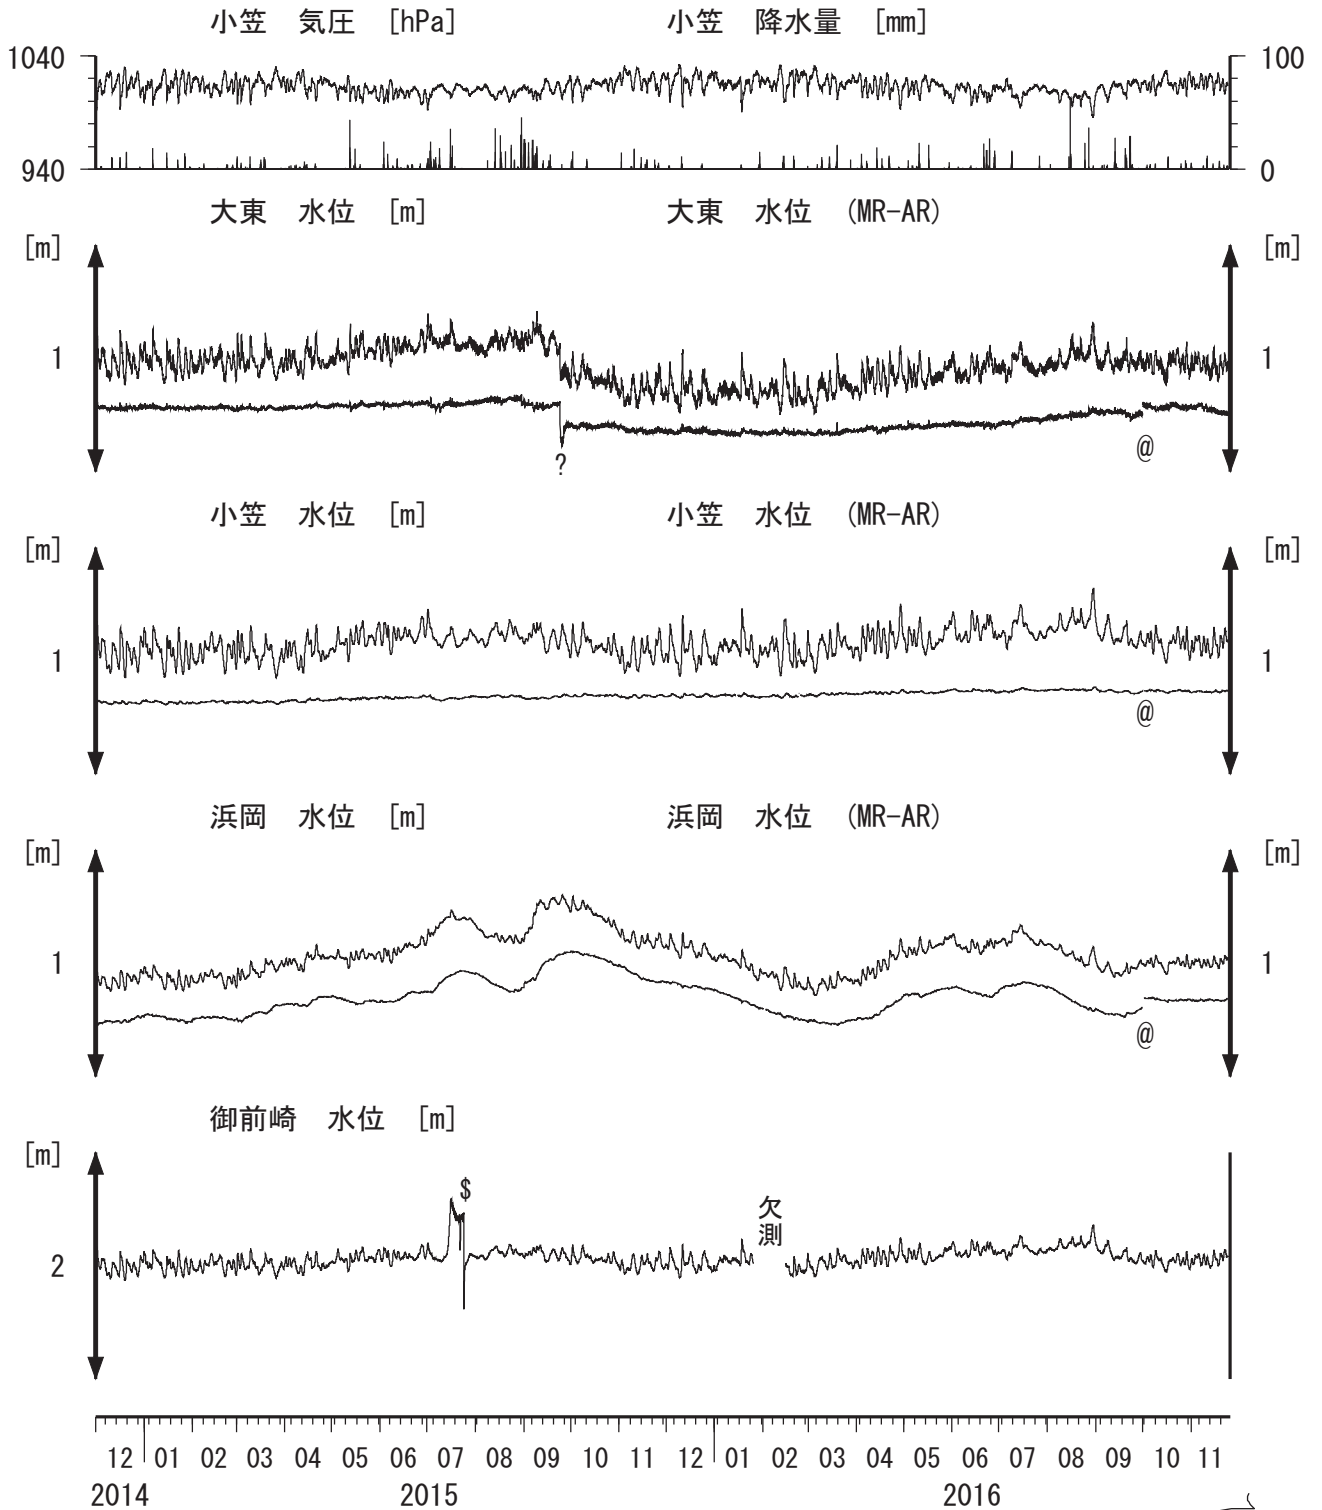 小笠 気圧 [hPa] 小笠 降水量 [mm]
1040 100
940 0
大東 水位 [m] 大東 水位 (MR-AR)
[m] [m]
1 1
? @
小笠 水位 [m] 小笠 水位 (MR-AR)
[m] [m]
1 1
@
浜岡 水位 [m] 浜岡 水位 (MR-AR)
[m] [m]
1 1
@
御前崎 水位 [m]
[m]
$
欠測
2
12 01 02 03 04 05 06 07 08 09 10 11 12 01 02 03 04 05 06 07 08 09 10 11
2014 2015 2016